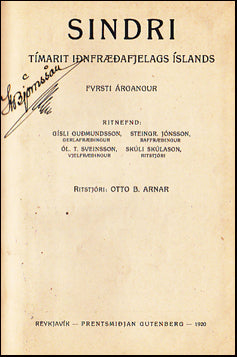 SINDRI
TÍMARIT IÐNFRÆÐAFJELAGS ÍSLANDS
Björnsson
FYRSTI ÁRGANGUR
RITNEFND:
GÍSLI GUÐMUNDSSON, STEINGR. JÓNSSON,
GERLAFRÆÐINGUR RAFFRÆÐINGUR
ÓL. T. SVEINSSON, SKÚLI SKÚLASON,
VJELFRÆÐINGUR RITSTJÓRI
RITSTJÓRI: OTTO B. ARNAR
REYKJAVÍK — PRENTSMIÐJAN GUTENBERG — 1920